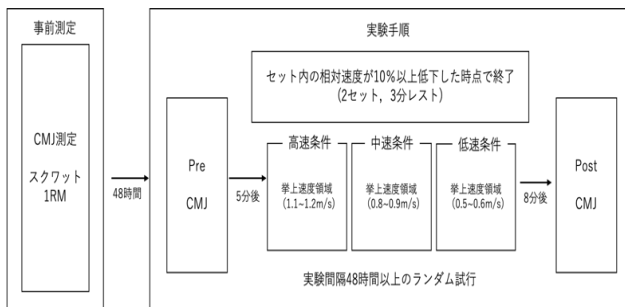 事前測定
CMJ測定
スクワット
1RM
48時間
実験手順
セット内の相対速度が10%以上低下した時点で終了
(2セット，3分レスト)
Pre
CMJ
5分後
高速条件
挙上速度領域
(1.1~1.2m/s)
中速条件
挙上速度領域
(0.8~0.9m/s)
低速条件
挙上速度領域
(0.5~0.6m/s)
8分後
Post
CMJ
実験間隔48時間以上のランダム試行